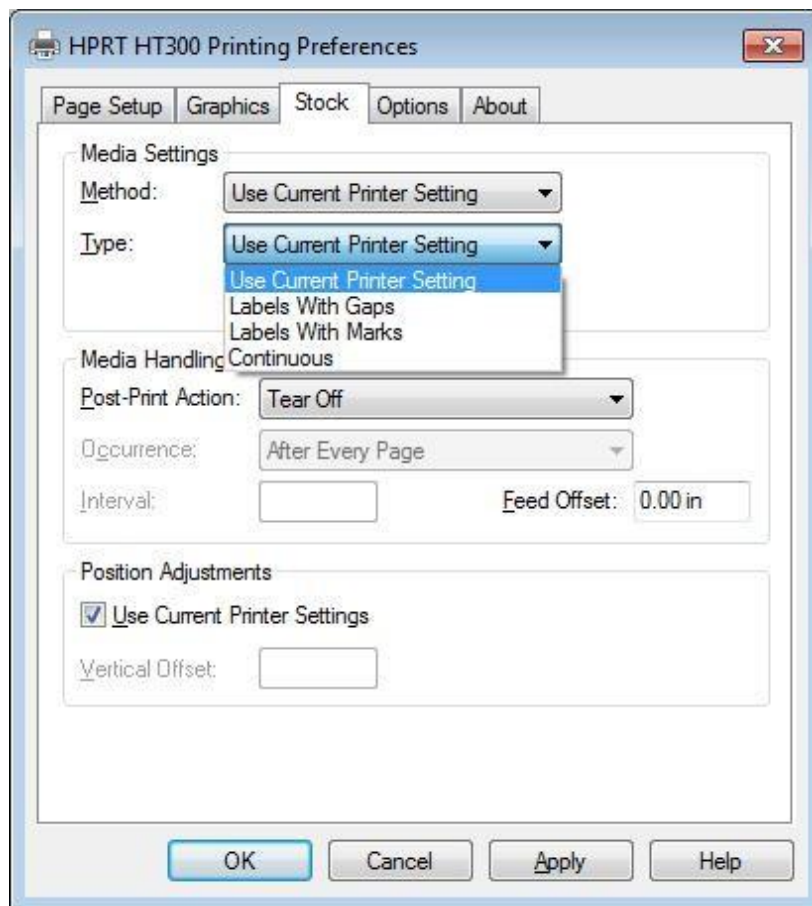 HPRT HT300 Printing Preferences
Page Setup Graphics Stock Options About
Media Settings
Method: Use Current Printer Setting
Type: Use Current Printer Setting
Use Current Printer Setting
Labels With Gaps
Labels With Marks
Continuous
Media Handling
Post-Print Action: Tear Off
Occurrence: After Every Page
Interval: Feed Offset: 0.00 in
Position Adjustments
Use Current Printer Settings
Vertical Offset:
OK Cancel Apply Help